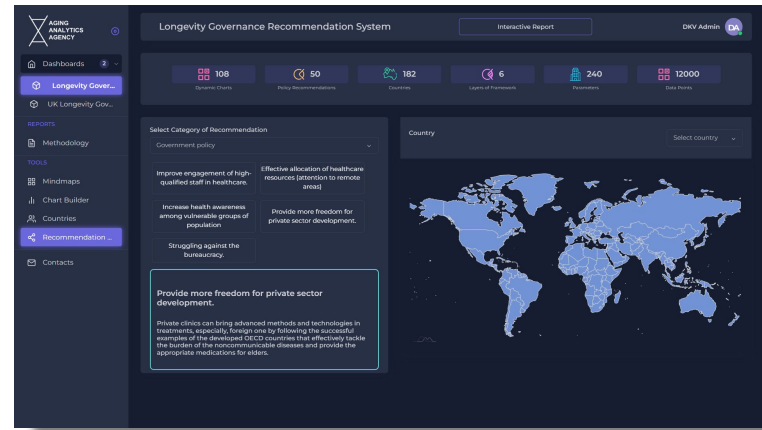 AGING
ANALYTICS
AGENCY
Longevity Governance Recommendation System
Interactive Report
DKV Admin
DA
Dashboards 2
Longevity Gover...
UK Longevity Gov...
REPORTS
Methodology
TOOLS
Mindmaps
Chart Builder
Countries
Recommendation ...
Contacts
108
Dynamic Charts
50
Policy Recommendations
182
Countries
6
Layers of Framework
240
Parameters
12000
Data Points
Select Category of Recommendation
Government policy
Improve engagement of high-
qualified staff in healthcare.
Effective allocation of healthcare
resources (attention to remote
areas)
Increase health awareness
among vulnerable groups of
population
Provide more freedom for
private sector development.
Struggling against the
bureaucracy.
Provide more freedom for private sector
development.
Private clinics can bring advanced methods and technologies in
treatments, especially, foreign one by following the successful
examples of the developed OECD countries that effectively tackle
the burden of the noncommunicable diseases and provide the
appropriate medications for elders.
Country
Select country